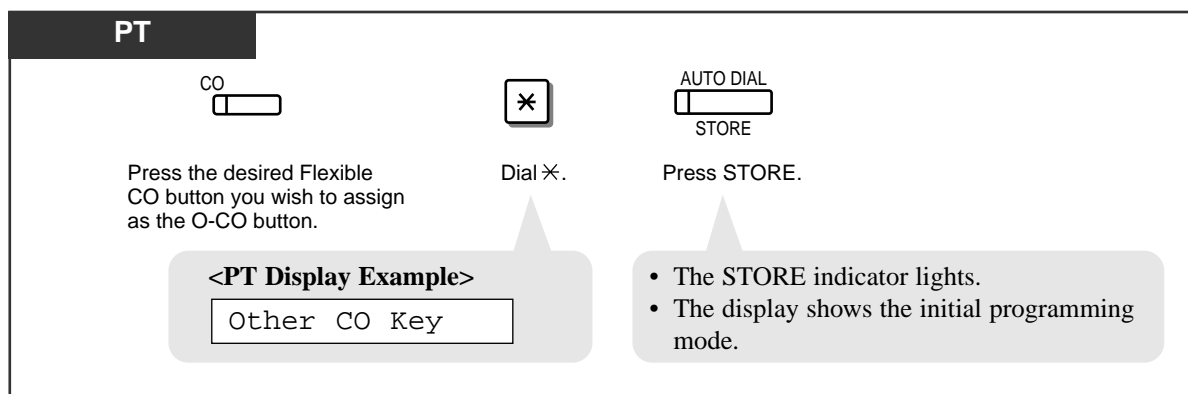 PT
CO
AUTO DIAL
STORE
Press the desired Flexible
CO button you wish to assign
as the O-CO button.
Dial ✳.
Press STORE.
<PT Display Example>
Other CO Key
• The STORE indicator lights.
• The display shows the initial programming
mode.